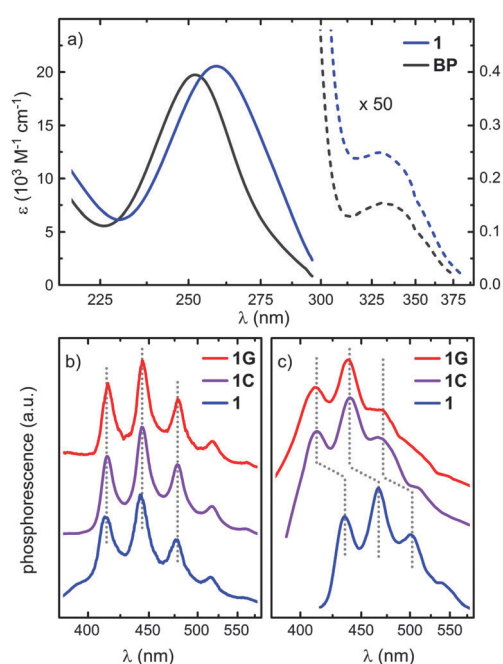 a)
1
BP
x 50
20
15
10
5
0
0.4
0.3
0.2
0.1
0.0
ε (10³ M⁻¹ cm⁻¹)
225 250 275 300 325 350 375
λ (nm)
b)
1G
1C
1
c)
1G
1C
1
phosphorescence (a.u.)
400 450 500 550
400 450 500 550
λ (nm)
λ (nm)